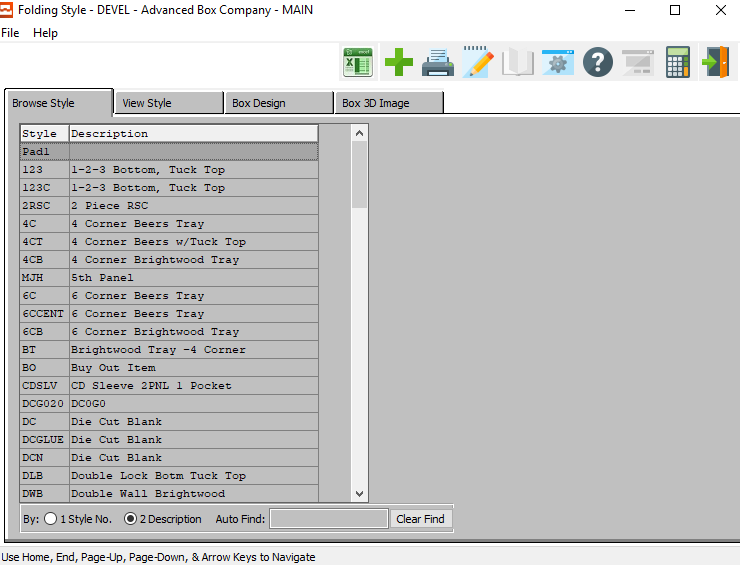 Folding Style - DEVEL - Advanced Box Company - MAIN
File Help
Browse Style View Style Box Design Box 3D Image
Style Description
Pad1
123 1-2-3 Bottom, Tuck Top
123C 1-2-3 Bottom, Tuck Top
2RSC 2 Piece RSC
4C 4 Corner Beers Tray
4CT 4 Corner Beers w/Tuck Top
4CB 4 Corner Brightwood Tray
MJH 5th Panel
6C 6 Corner Beers Tray
6CCENT 6 Corner Beers Tray
6CB 6 Corner Brightwood Tray
BT Brightwood Tray -4 Corner
BO Buy Out Item
CDSLV CD Sleeve 2PNL 1 Pocket
DCG020 DC0G0
DC Die Cut Blank
DCGLUE Die Cut Blank
DCN Die Cut Blank
DLB Double Lock Botm Tuck Top
DWB Double Wall Brightwood
By: 1 Style No. 2 Description Auto Find: Clear Find
Use Home, End, Page-Up, Page-Down, & Arrow Keys to Navigate